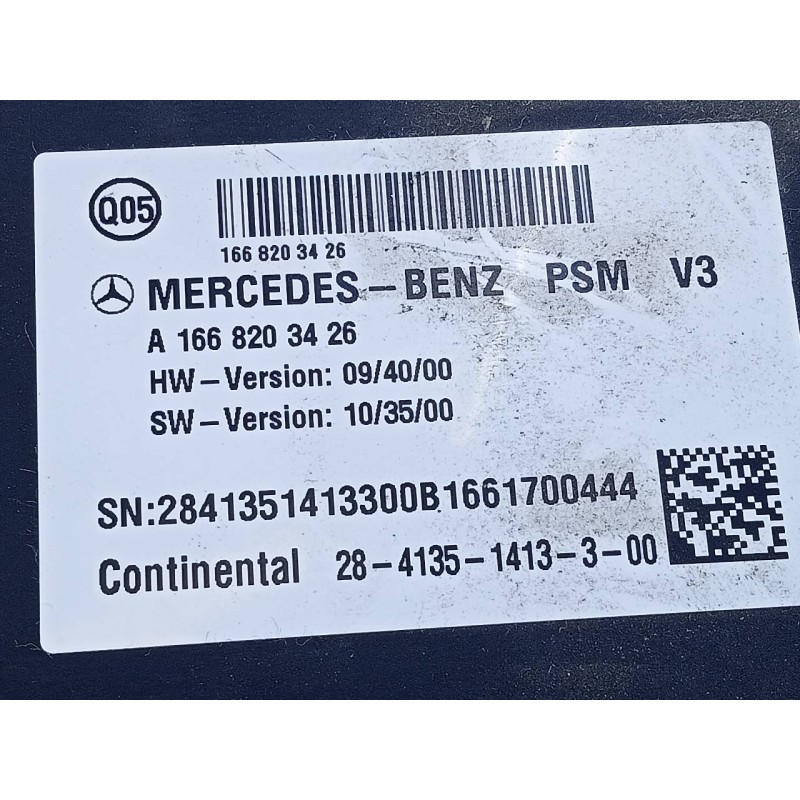 Q05
166 820 34 26
MERCEDES-BENZ PSM V3
A 166 820 34 26
HW-Version: 09/40/00
SW-Version: 10/35/00
SN:2841351413300B1661700444
E
Continental 28-4135-1413-3-00